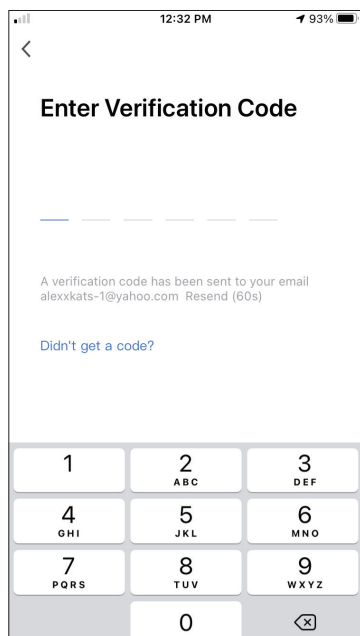 12:32 PM 93%
Enter Verification Code
A verification code has been sent to your email
alexxkats-1@yahoo.com Resend (60s)
Didn't get a code?
1 2 3
ABC DEF
4 5 6
GHI JKL MNO
7 8 9
PQRS TUV WXYZ
0